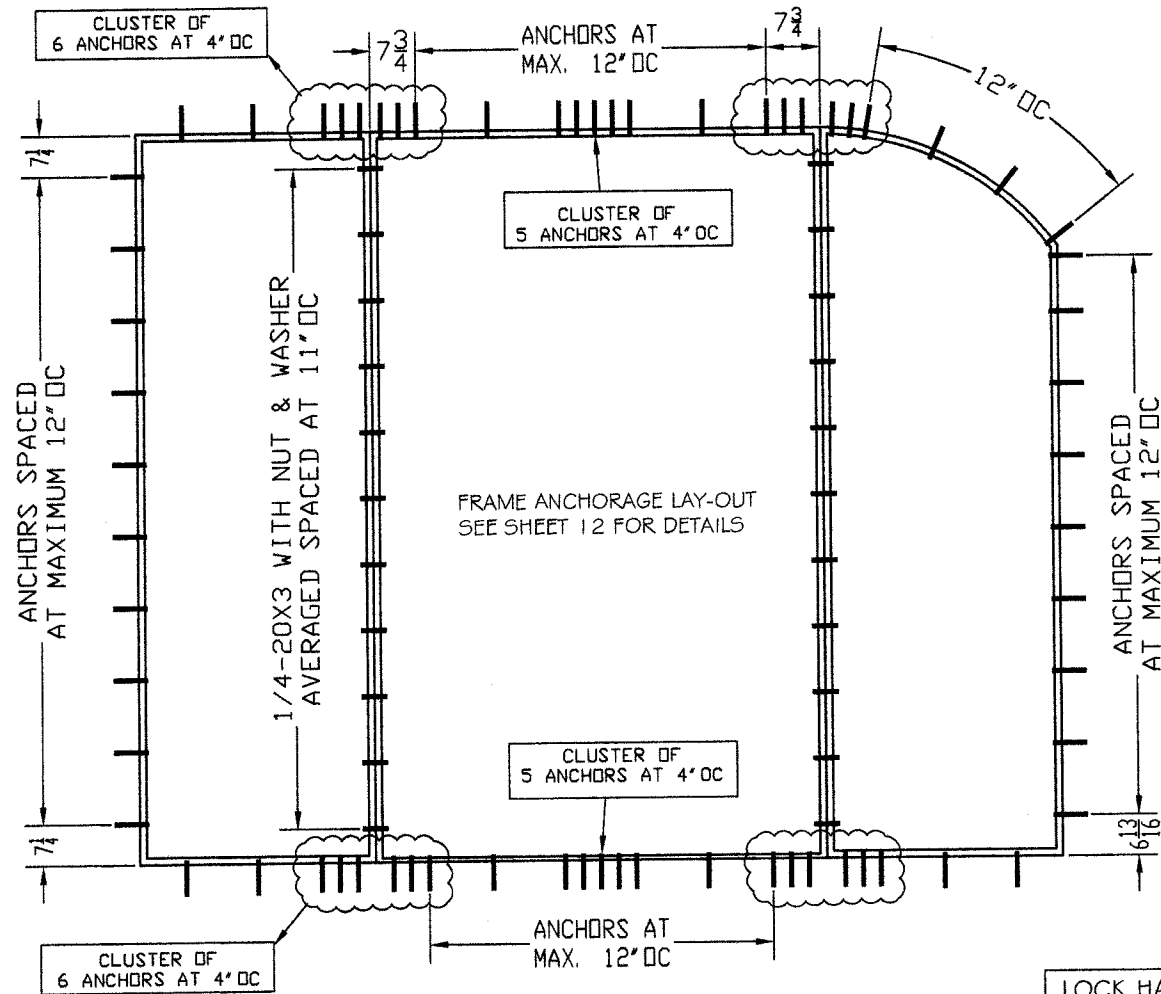 CLUSTER OF
6 ANCHORS AT 4" OC
7 3/4
ANCHORS AT
MAX. 12" OC
7 3/4
12" OC
7 1/4
CLUSTER OF
5 ANCHORS AT 4" OC
ANCHORS SPACED
AT MAXIMUM 12" OC
1/4-20X3 WITH NUT & WASHER
AVERAGED SPACED AT 11" OC
FRAME ANCHORAGE LAY-OUT
SEE SHEET 12 FOR DETAILS
ANCHORS SPACED
AT MAXIMUM 12" OC
CLUSTER OF
5 ANCHORS AT 4" OC
7 1/4
6 13/16
ANCHORS AT
MAX. 12" OC
CLUSTER OF
6 ANCHORS AT 4" OC
LOCK